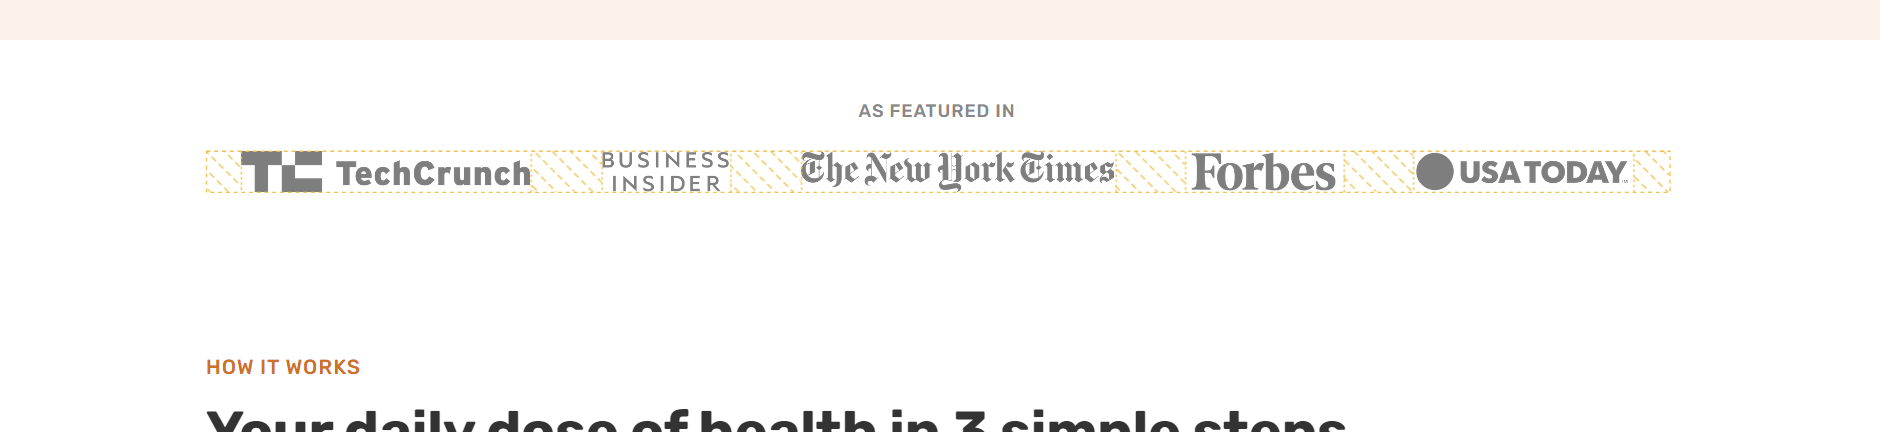 AS FEATURED IN
TC TechCrunch
BUSINESS
INSIDER
The New York Times
Forbes
USA TODAY
HOW IT WORKS
Your daily dose of health in 3 simple steps